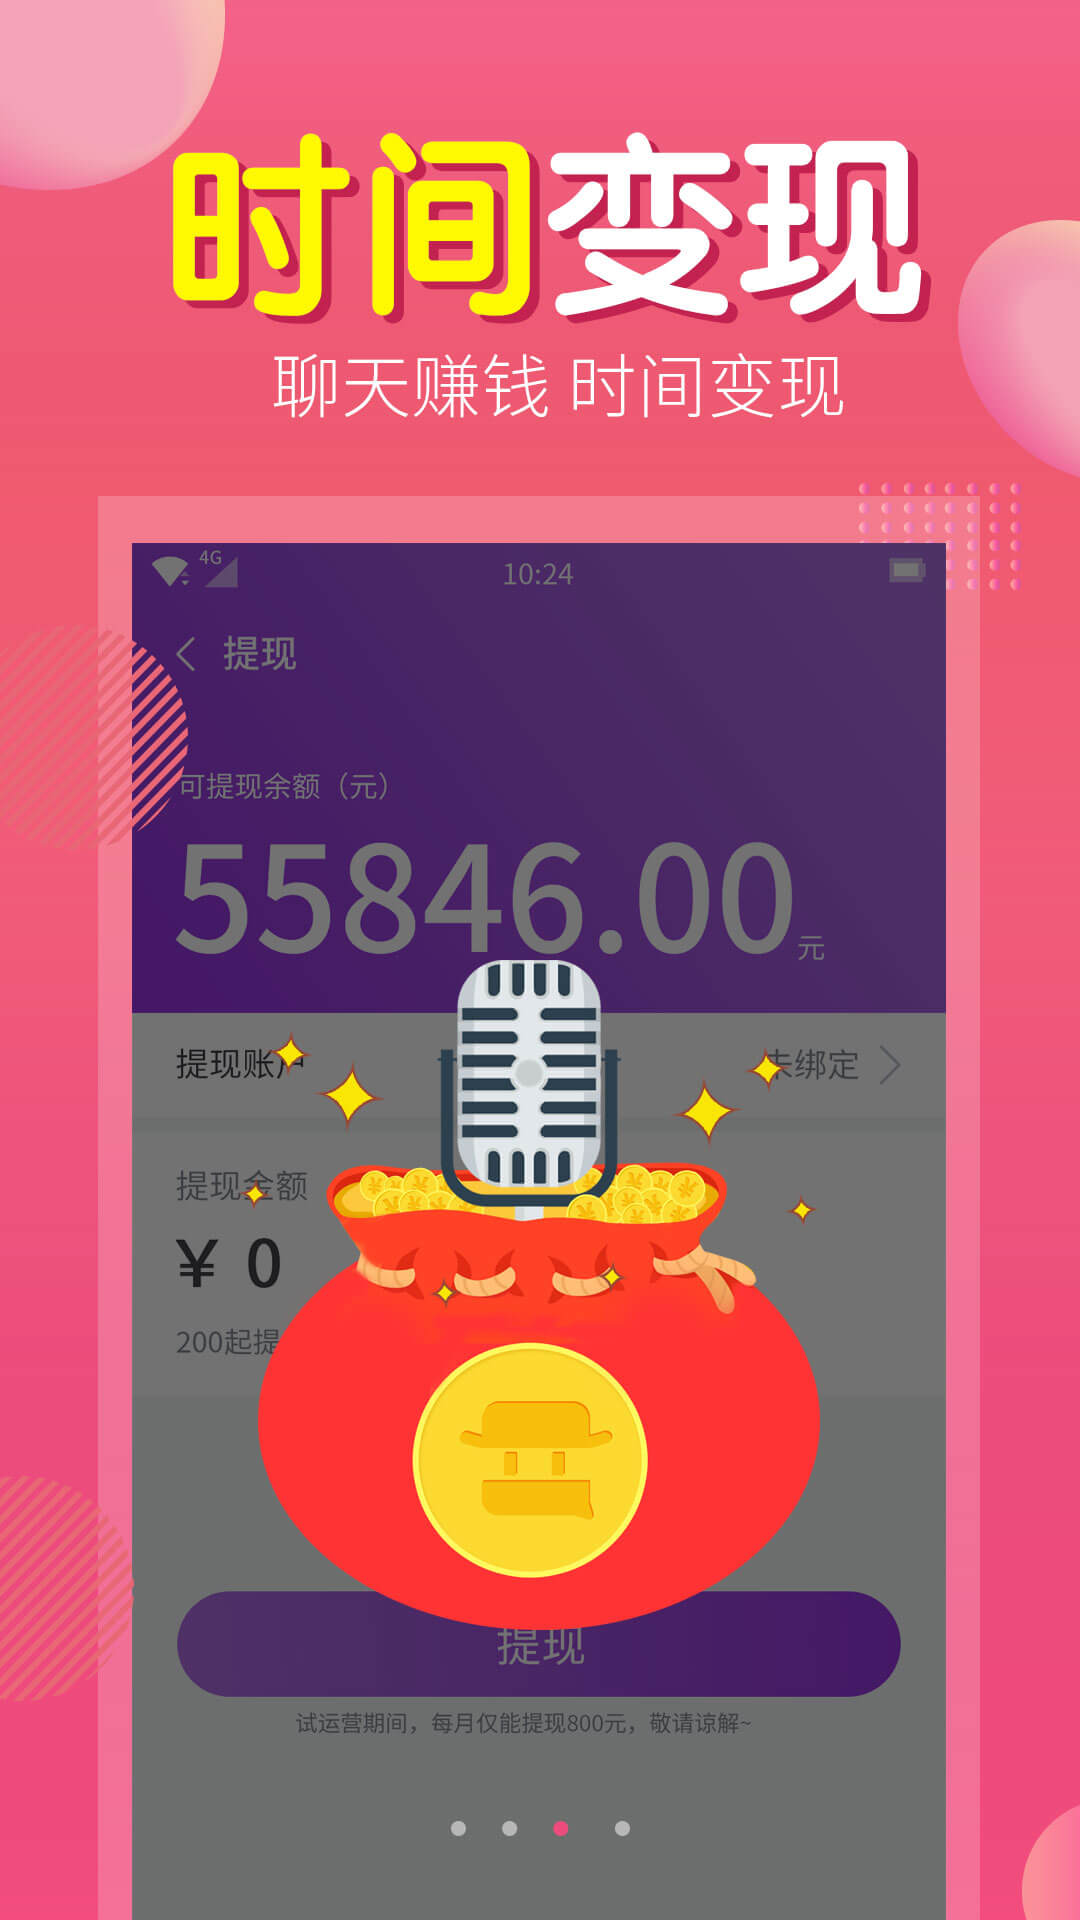 时间变现
聊天赚钱 时间变现
4G
10:24
提现
可提现余额（元）
55846.00元
提现账户
未绑定
提现金额
¥ 0
200起提
提现
试运营期间，每月仅能提现800元，敬请谅解~